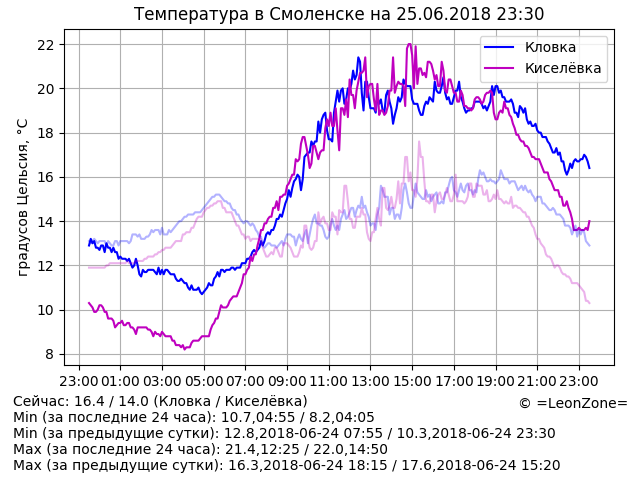 Температура в Смоленске на 25.06.2018 23:30
Кловка
Киселёвка
градусов Цельсия, °C
22
20
18
16
14
12
10
8
23:00 01:00 03:00 05:00 07:00 09:00 11:00 13:00 15:00 17:00 19:00 21:00 23:00
Сейчас: 16.4 / 14.0 (Кловка / Киселёвка)
© =LeonZone=
Min (за последние 24 часа): 10.7,04:55 / 8.2,04:05
Min (за предыдущие сутки): 12.8,2018-06-24 07:55 / 10.3,2018-06-24 23:30
Max (за последние 24 часа): 21.4,12:25 / 22.0,14:50
Max (за предыдущие сутки): 16.3,2018-06-24 18:15 / 17.6,2018-06-24 15:20